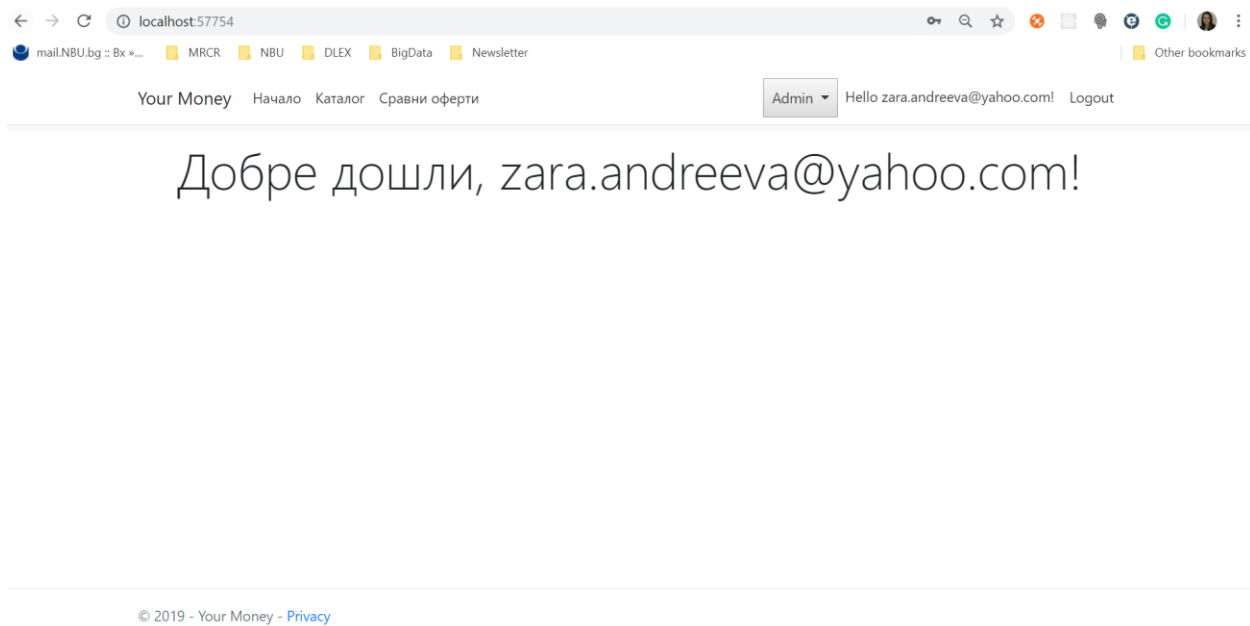 localhost:57754
mail.NBU.bg :: Вх »... MRCR NBU DLEX BigData Newsletter Other bookmarks
Your Money Начало Каталог Сравни оферти Admin Hello zara.andreeva@yahoo.com! Logout
Добре дошли, zara.andreeva@yahoo.com!
© 2019 - Your Money - Privacy